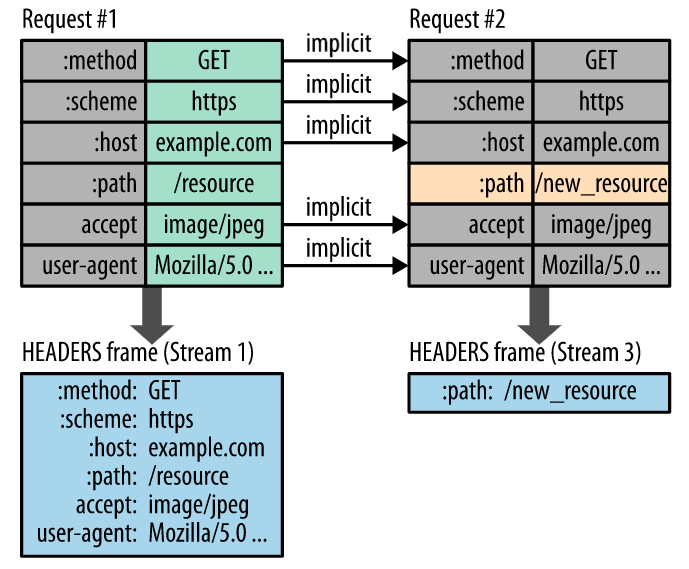 Request #1
:method GET
:scheme https
:host example.com
:path /resource
accept image/jpeg
user-agent Mozilla/5.0 ...
implicit
implicit
implicit
implicit
implicit
Request #2
:method GET
:scheme https
:host example.com
:path /new_resource
accept image/jpeg
user-agent Mozilla/5.0 ...
HEADERS frame (Stream 1)
:method: GET
:scheme: https
:host: example.com
:path: /resource
accept: image/jpeg
user-agent: Mozilla/5.0 ...
HEADERS frame (Stream 3)
:path: /new_resource